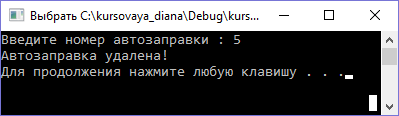 Выбрать C:\kursovaya_diana\Debug\kurs...
Введите номер автозаправки : 5
Автозаправка удалена!
Для продолжения нажмите любую клавишу . . .